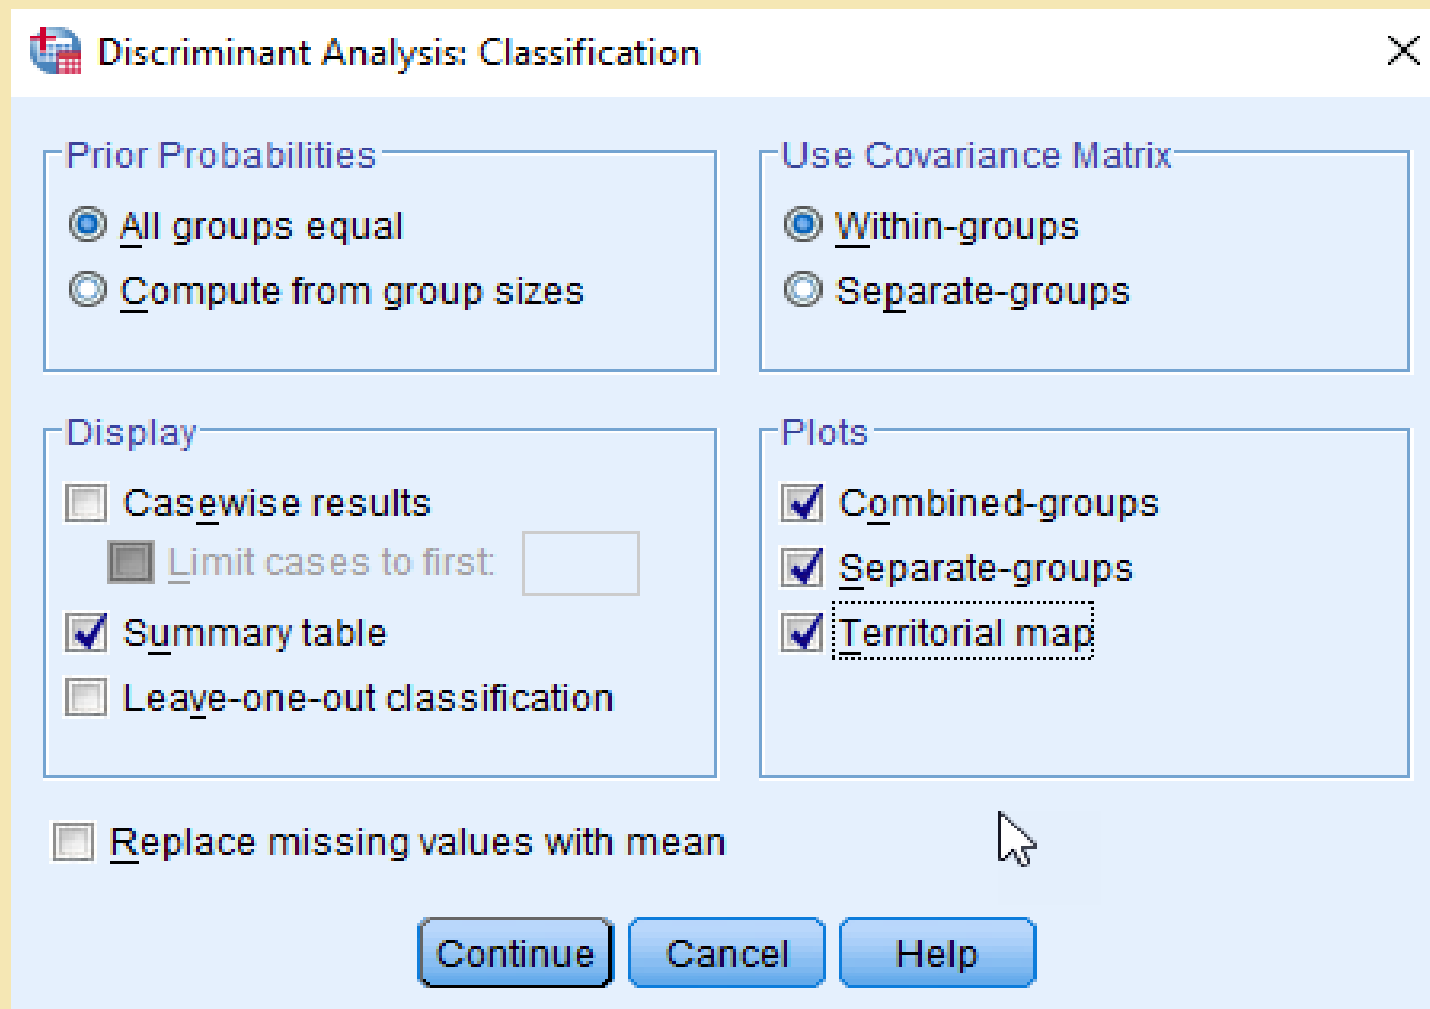 Discriminant Analysis: Classification
Prior Probabilities
All groups equal
Compute from group sizes
Use Covariance Matrix
Within-groups
Separate-groups
Display
Casewise results
Limit cases to first:
Summary table
Leave-one-out classification
Plots
Combined-groups
Separate-groups
Territorial map
Replace missing values with mean
Continue Cancel Help